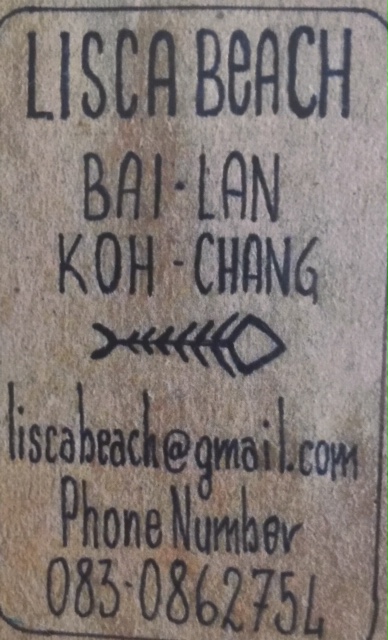 LISCA BeACH
BAI-LAN
KOH-CHANG
liscabeach@gmail.com
Phone Number
083-0862754